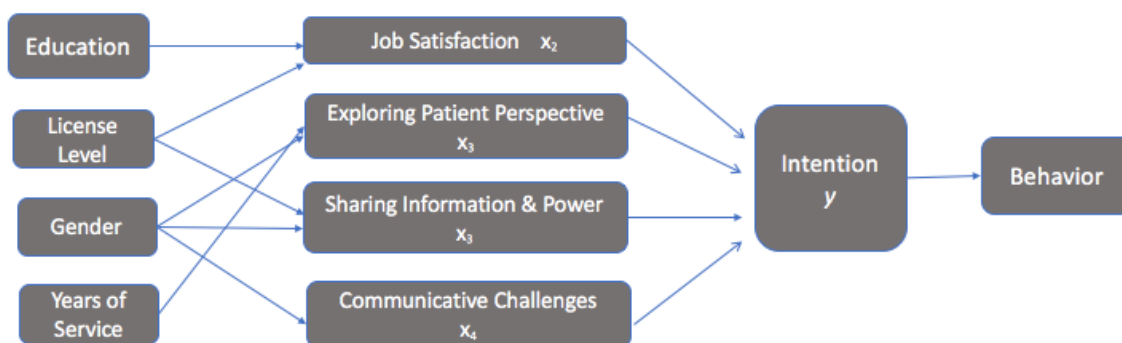 Education
Job Satisfaction x₂
License
Level
Exploring Patient Perspective
x₃
Gender
Sharing Information & Power
x₃
Years of
Service
Communicative Challenges
x₄
Intention
y
Behavior